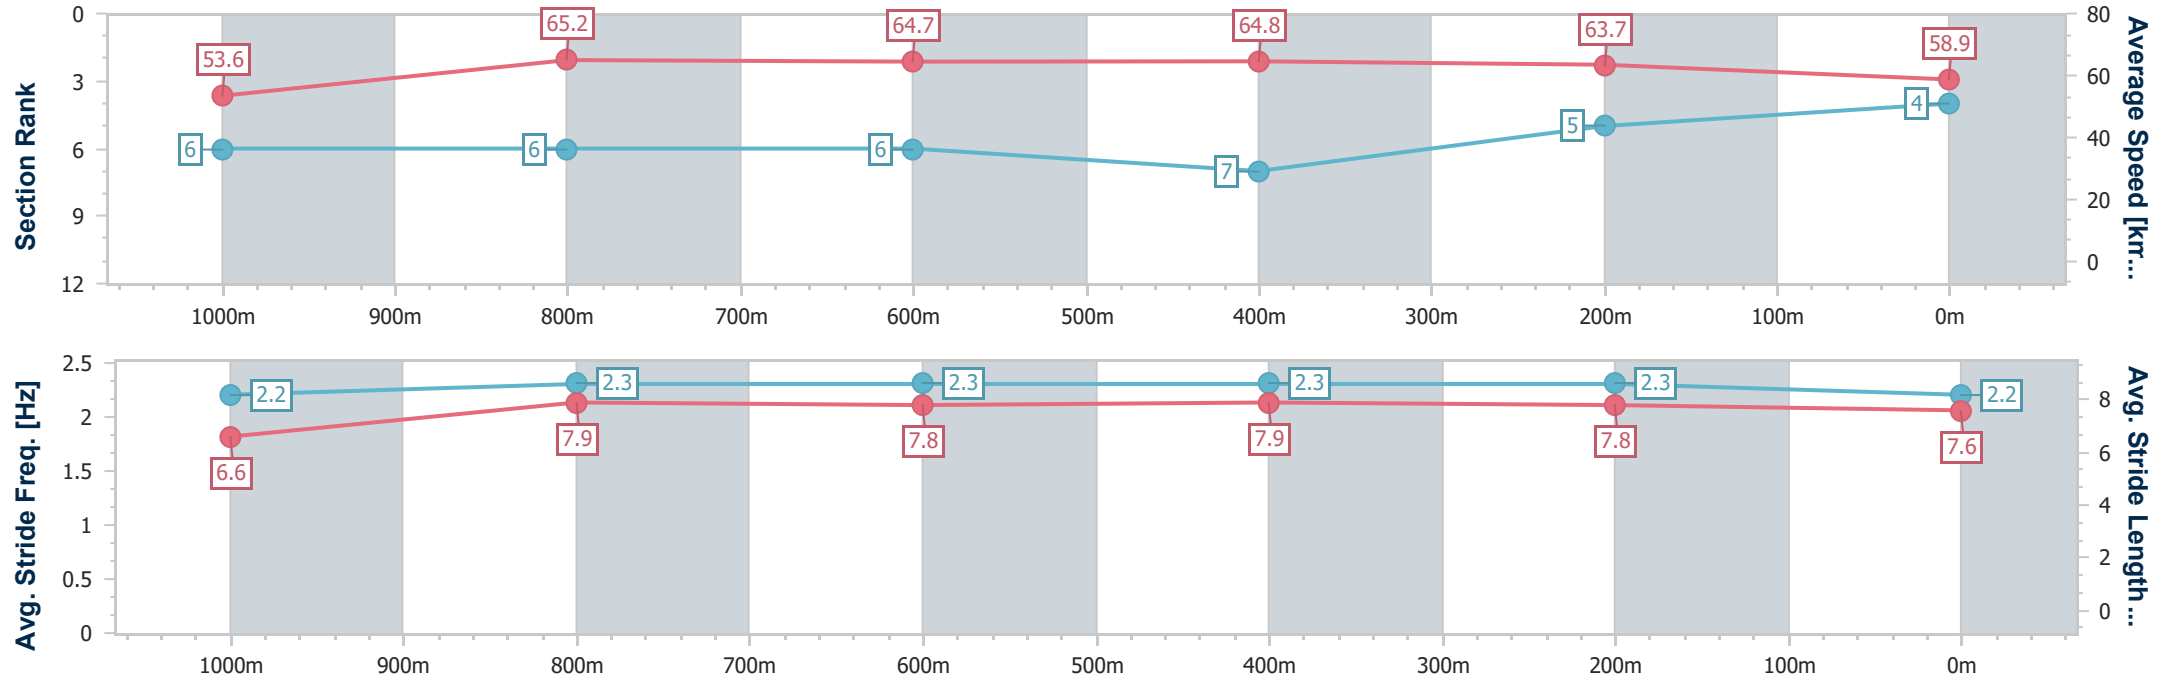 Section Rank
0
3
6
9
12
53.6
65.2
64.7
64.8
63.7
58.9
6
6
6
7
5
4
80
60
40
20
0
Average Speed [km...
1000m
900m
800m
700m
600m
500m
400m
300m
200m
100m
0m
Avg. Stride Freq. [Hz]
2.5
2
1.5
1
0.5
0
2.2
2.3
2.3
2.3
2.3
2.2
6.6
7.9
7.8
7.9
7.8
7.6
8
6
4
2
0
Avg. Stride Length...
1000m
900m
800m
700m
600m
500m
400m
300m
200m
100m
0m